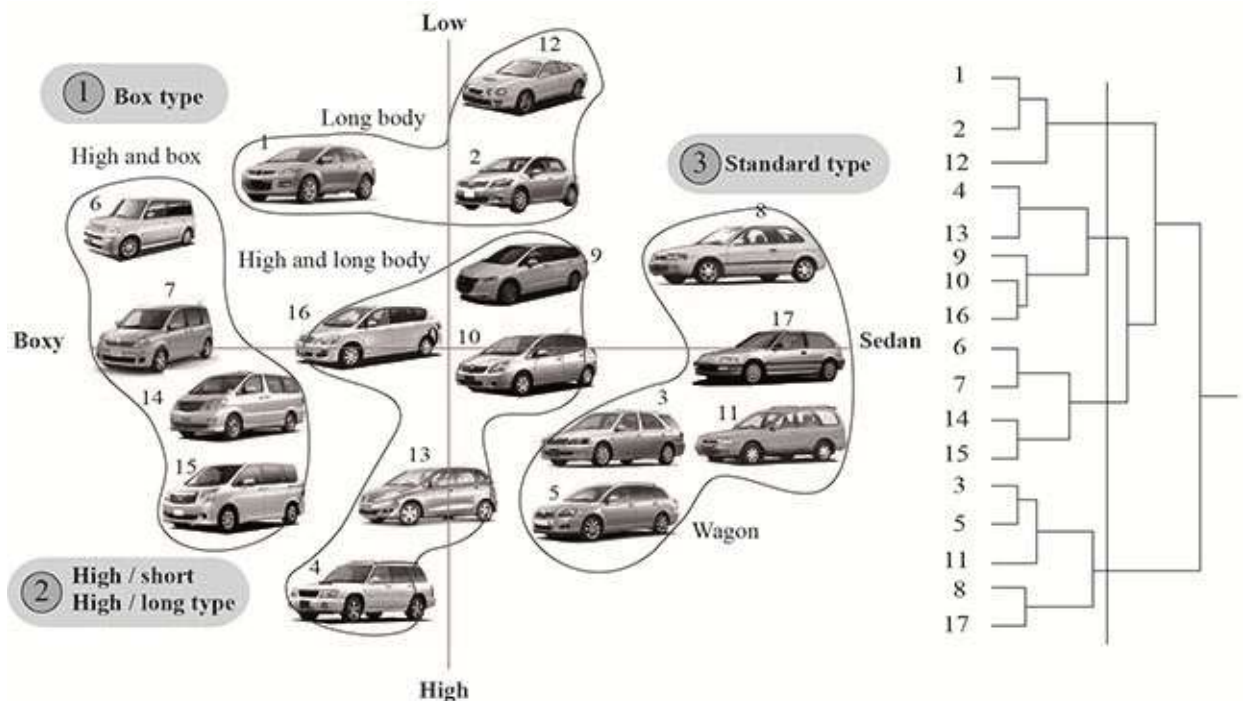 Low
12
1 Box type
Long body
1
2
High and box
3 Standard type
6
8
High and long body
9
7
16
10
17
Boxy
Sedan
14
3
11
15
13
5
Wagon
4
2 High / short
High / long type
High
1
2
12
4
13
9
10
16
6
7
14
15
3
5
11
8
17